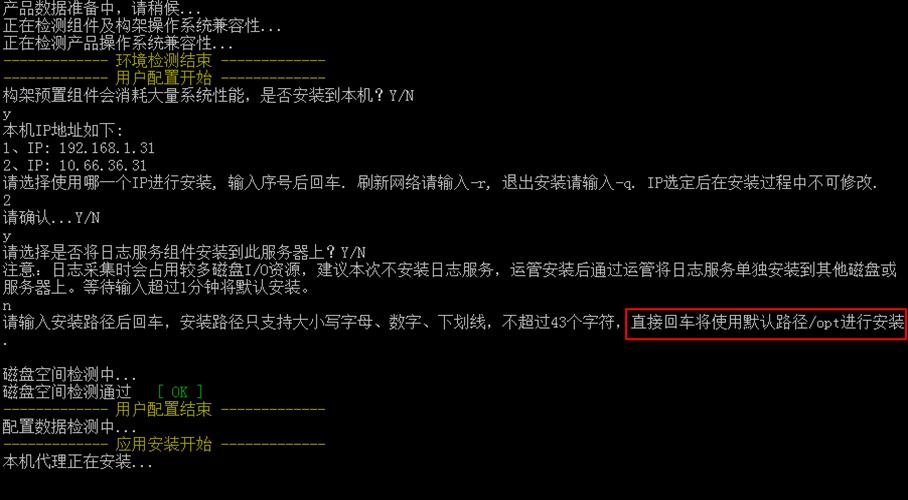 产品数据准备中，请稍候...
正在检测组件及构架操作系统兼容性...
正在检测产品操作系统兼容性...
------------- 环境检测结束 -------------
------------- 用户配置开始 -------------
构架预置组件会消耗大量系统性能，是否安装到本机？Y/N
y
本机IP地址如下:
1、IP: 192.168.1.31
2、IP: 10.66.36.31
请选择使用哪一个IP进行安装, 输入序号后回车. 刷新网络请输入-r, 退出安装请输入-q. IP选定后在安装过程中不可修改.
2
请确认...Y/N
y
请选择是否将日志服务组件安装到此服务器上？Y/N
注意：日志采集时会占用较多磁盘I/O资源，建议本次不安装日志服务，运管安装后通过运管将日志服务单独安装到其他磁盘或
服务器上。等待输入超过1分钟将默认安装。
n
请输入安装路径后回车，安装路径只支持大小写字母、数字、下划线，不超过43个字符，直接回车将使用默认路径/opt进行安装
.
磁盘空间检测中...
磁盘空间检测通过 [ OK ]
------------- 用户配置结束 -------------
配置数据检测中...
------------- 应用安装开始 -------------
本机代理正在安装...